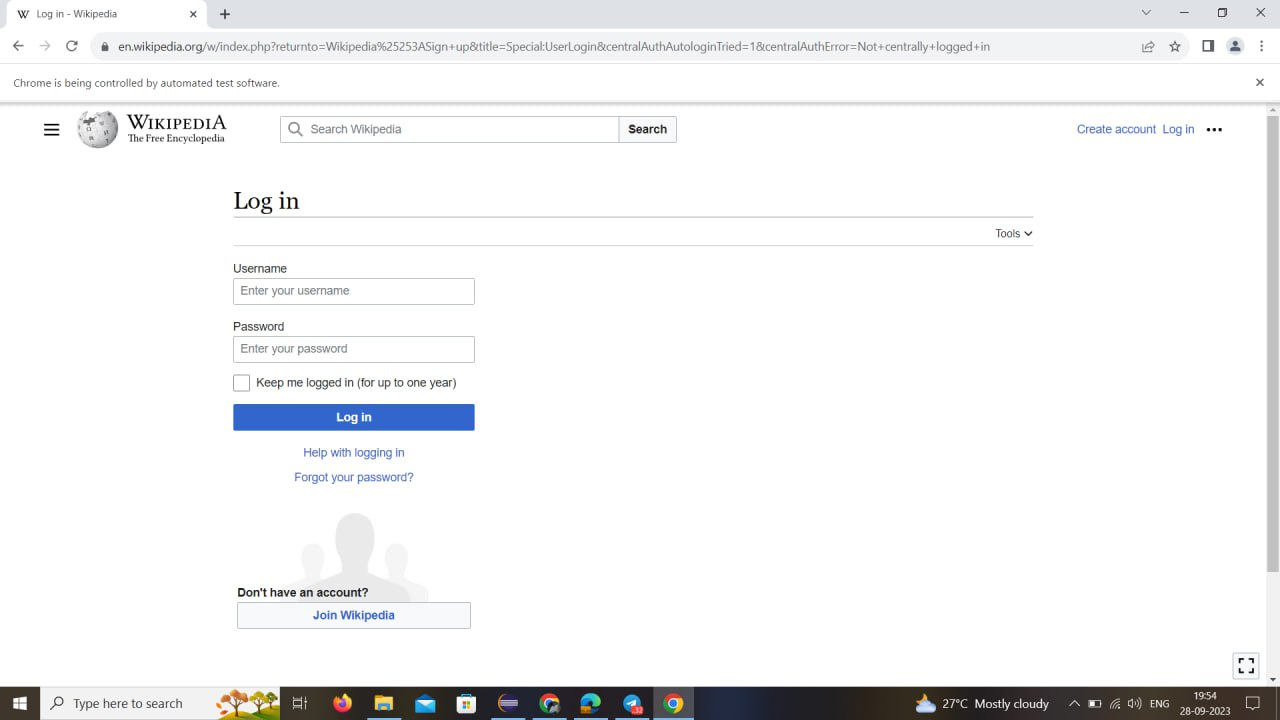 Log in - Wikipedia
en.wikipedia.org/w/index.php?returnto=Wikipedia%25253ASign+up&title=Special:UserLogin&centralAuthAutologinTried=1&centralAuthError=Not+centrally+logged+in
Chrome is being controlled by automated test software.
WIKIPEDIA
The Free Encyclopedia
Search Wikipedia
Search
Create account Log in
Log in
Tools
Username
Enter your username
Password
Enter your password
Keep me logged in (for up to one year)
Log in
Help with logging in
Forgot your password?
Don't have an account?
Join Wikipedia
Type here to search
32
27°C Mostly cloudy
ENG
19:54
28-09-2023